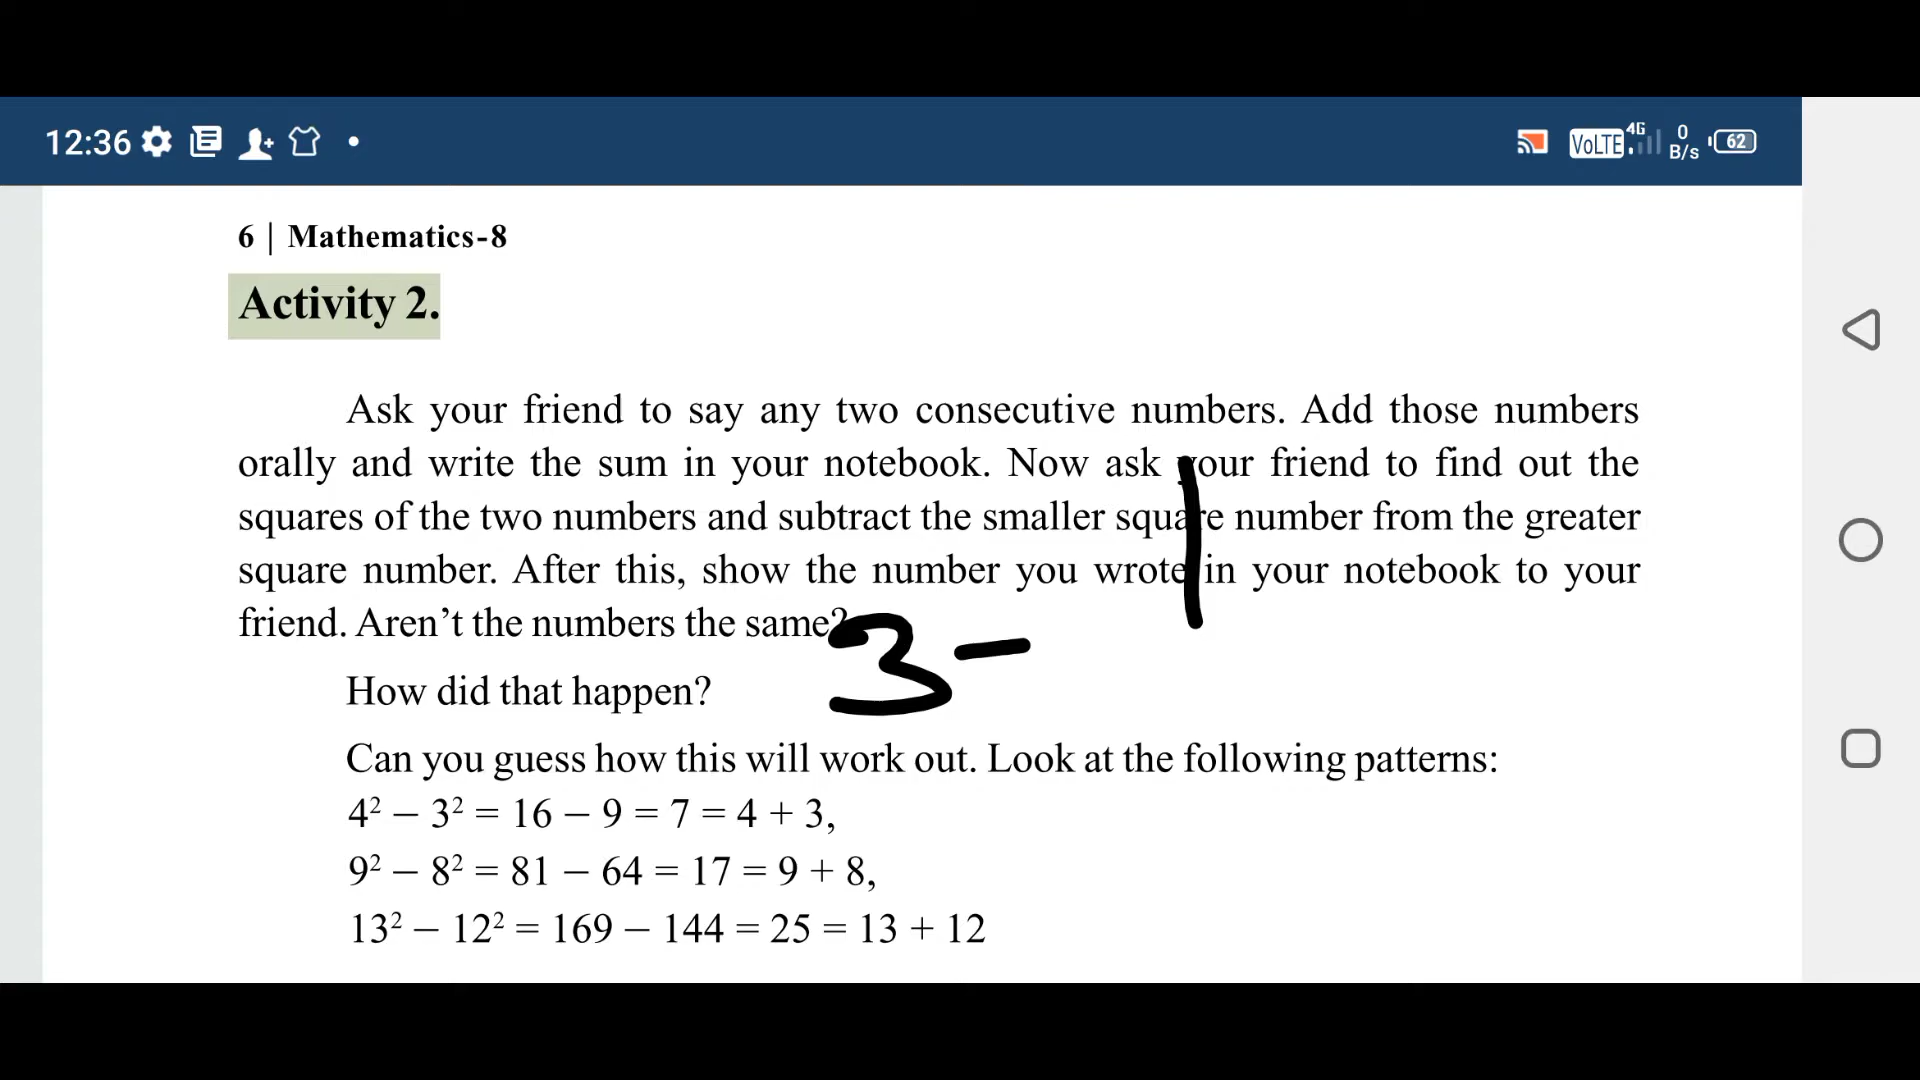 12:36 VoLTE 4G 0 B/s 62
6 | Mathematics-8
Activity 2.
Ask your friend to say any two consecutive numbers. Add those numbers
orally and write the sum in your notebook. Now ask your friend to find out the
squares of the two numbers and subtract the smaller square number from the greater
square number. After this, show the number you wrote in your notebook to your
friend. Aren’t the numbers the same?
3 –
How did that happen?
Can you guess how this will work out. Look at the following patterns:
4² – 3² = 16 – 9 = 7 = 4 + 3,
9² – 8² = 81 – 64 = 17 = 9 + 8,
13² – 12² = 169 – 144 = 25 = 13 + 12